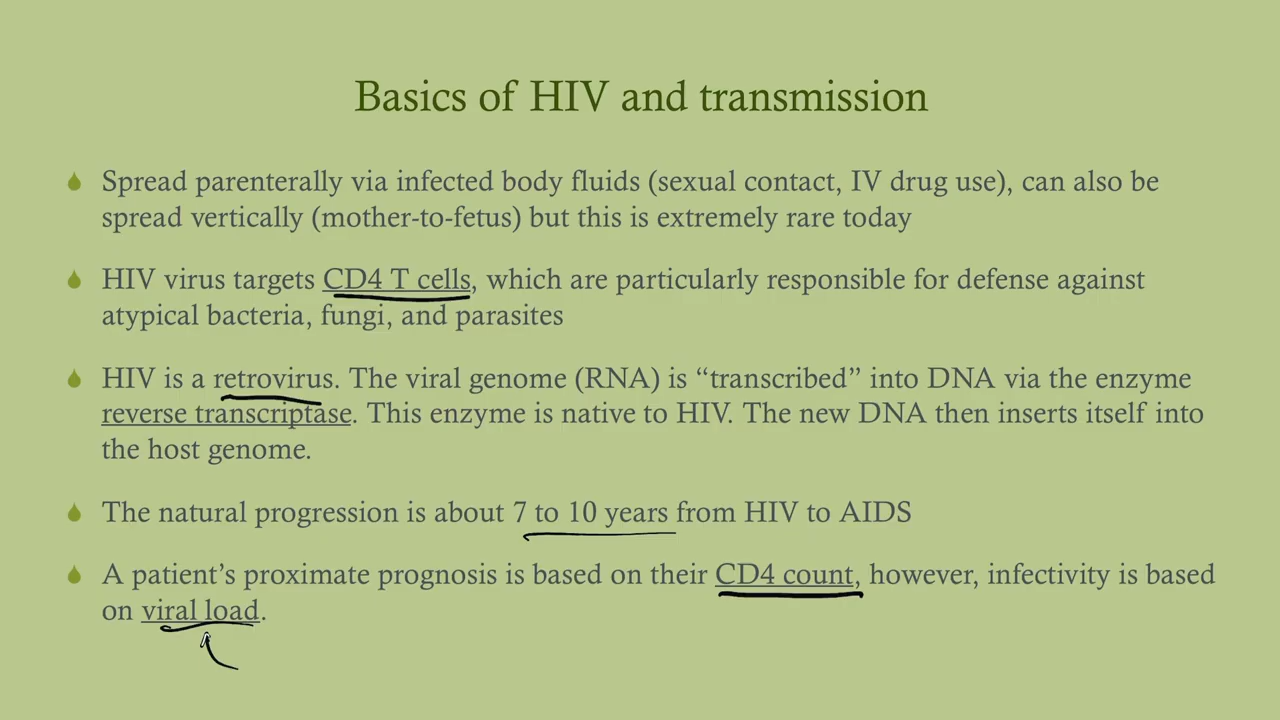 Basics of HIV and transmission
Spread parenterally via infected body fluids (sexual contact, IV drug use), can also be
spread vertically (mother-to-fetus) but this is extremely rare today
HIV virus targets CD4 T cells, which are particularly responsible for defense against
atypical bacteria, fungi, and parasites
HIV is a retrovirus. The viral genome (RNA) is “transcribed” into DNA via the enzyme
reverse transcriptase. This enzyme is native to HIV. The new DNA then inserts itself into
the host genome.
The natural progression is about 7 to 10 years from HIV to AIDS
A patient’s proximate prognosis is based on their CD4 count, however, infectivity is based
on viral load.